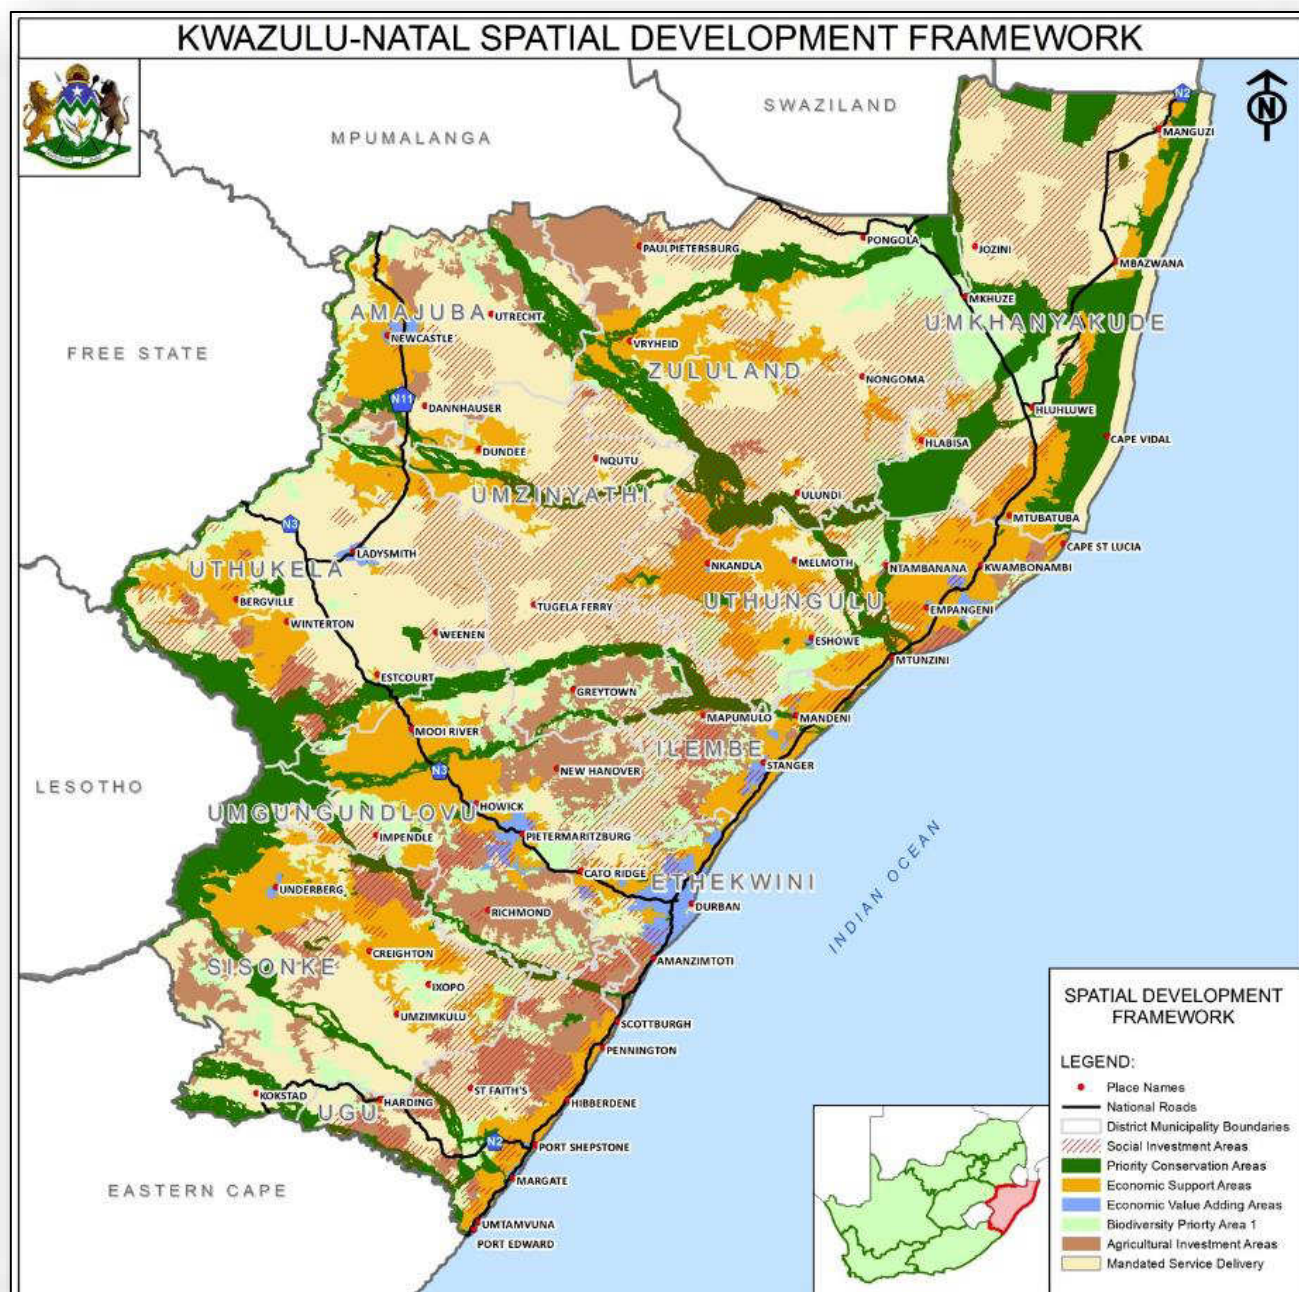 KWAZULU-NATAL SPATIAL DEVELOPMENT FRAMEWORK
N
SWAZILAND
MPUMALANGA
N2
MANGUZI
PAULPIETERSBURG
PONGOLA
JOZINI
MBAZWANA
MKHUZE
AMAJUBA
UTRECHT
UMKHANYAKUDE
NEWCASTLE
VRYHEID
FREE STATE
ZULULAND
NONGOMA
N11
DANNHAUSER
HLUHLUWE
HLABISA
CAPE VIDAL
DUNDEE
NQUTU
UMZINYATHI
ULUNDI
N3
MTUBATUBA
LADYSMITH
CAPE ST LUCIA
UTHUKELA
NKANDLA
MELMOTH
NTAMBANANA
KWAMBONAMBI
BERGVILLE
TUGELA FERRY
UTHUNGULU
EMPANGENI
WINTERTON
WEENEN
ESHOWE
MTUNZINI
ESTCOURT
GREYTOWN
MAPUMULO
MANDENI
MOOI RIVER
ILEMBE
N3
NEW HANOVER
STANGER
LESOTHO
UMGUNGUNDLOVU
HOWICK
IMPENDLE
PIETERMARITZBURG
CATO RIDGE
ETHEKWINI
UNDERBERG
DURBAN
RICHMOND
INDIAN OCEAN
CREIGHTON
AMANZIMTOTI
SISONKE
IXOPO
UMZIMKULU
SCOTTBURGH
PENNINGTON
ST FAITH'S
KOKSTAD
HARDING
HIBBERDENE
UGU
N2
PORT SHEPSTONE
MARGATE
EASTERN CAPE
UMTAMVUNA
PORT EDWARD
SPATIAL DEVELOPMENT
FRAMEWORK
LEGEND:
Place Names
National Roads
District Municipality Boundaries
Social Investment Areas
Priority Conservation Areas
Economic Support Areas
Economic Value Adding Areas
Biodiversity Priorty Area 1
Agricultural Investment Areas
Mandated Service Delivery